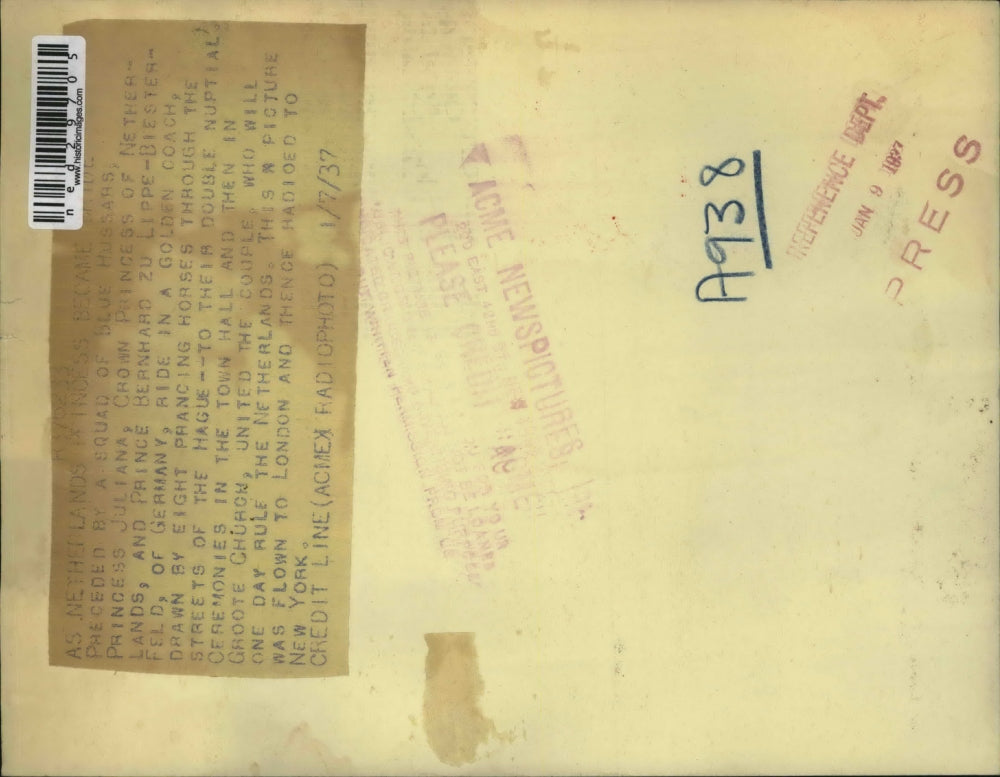 AS NETHERLANDS PRINCESS BECAME BRIDE
PRECEDED BY A SQUAD OF BLUE HUSSARS,
PRINCESS JULIANA, CROWN PRINCESS OF NETHER-
LANDS, AND PRINCE BERNHARD ZU LIPPE-BIESTER-
FELD, OF GERMANY, RIDE IN A GOLDEN COACH,
DRAWN BY EIGHT PRANCING HORSES THROUGH THE
STREETS OF THE HAGUE--TO THEIR DOUBLE NUPTIAL
CEREMONIES IN THE TOWN HALL AND THEN IN
GROOTE CHURCH, UNITED THE COUPLE, WHO WILL
ONE DAY RULE THE NETHERLANDS. THIS PICTURE
WAS FLOWN TO LONDON AND THENCE RADIOED TO
NEW YORK.
CREDIT LINE (ACME RADIOPHOTO) 1/7/37
ned29705
www.historicimages.com
ACME NEWSPICTURES, Inc.
220 EAST 42ND ST.
PLEASE CREDIT
ACME
A938
REFERENCE DEPT.
JAN 9 1937
PRESS